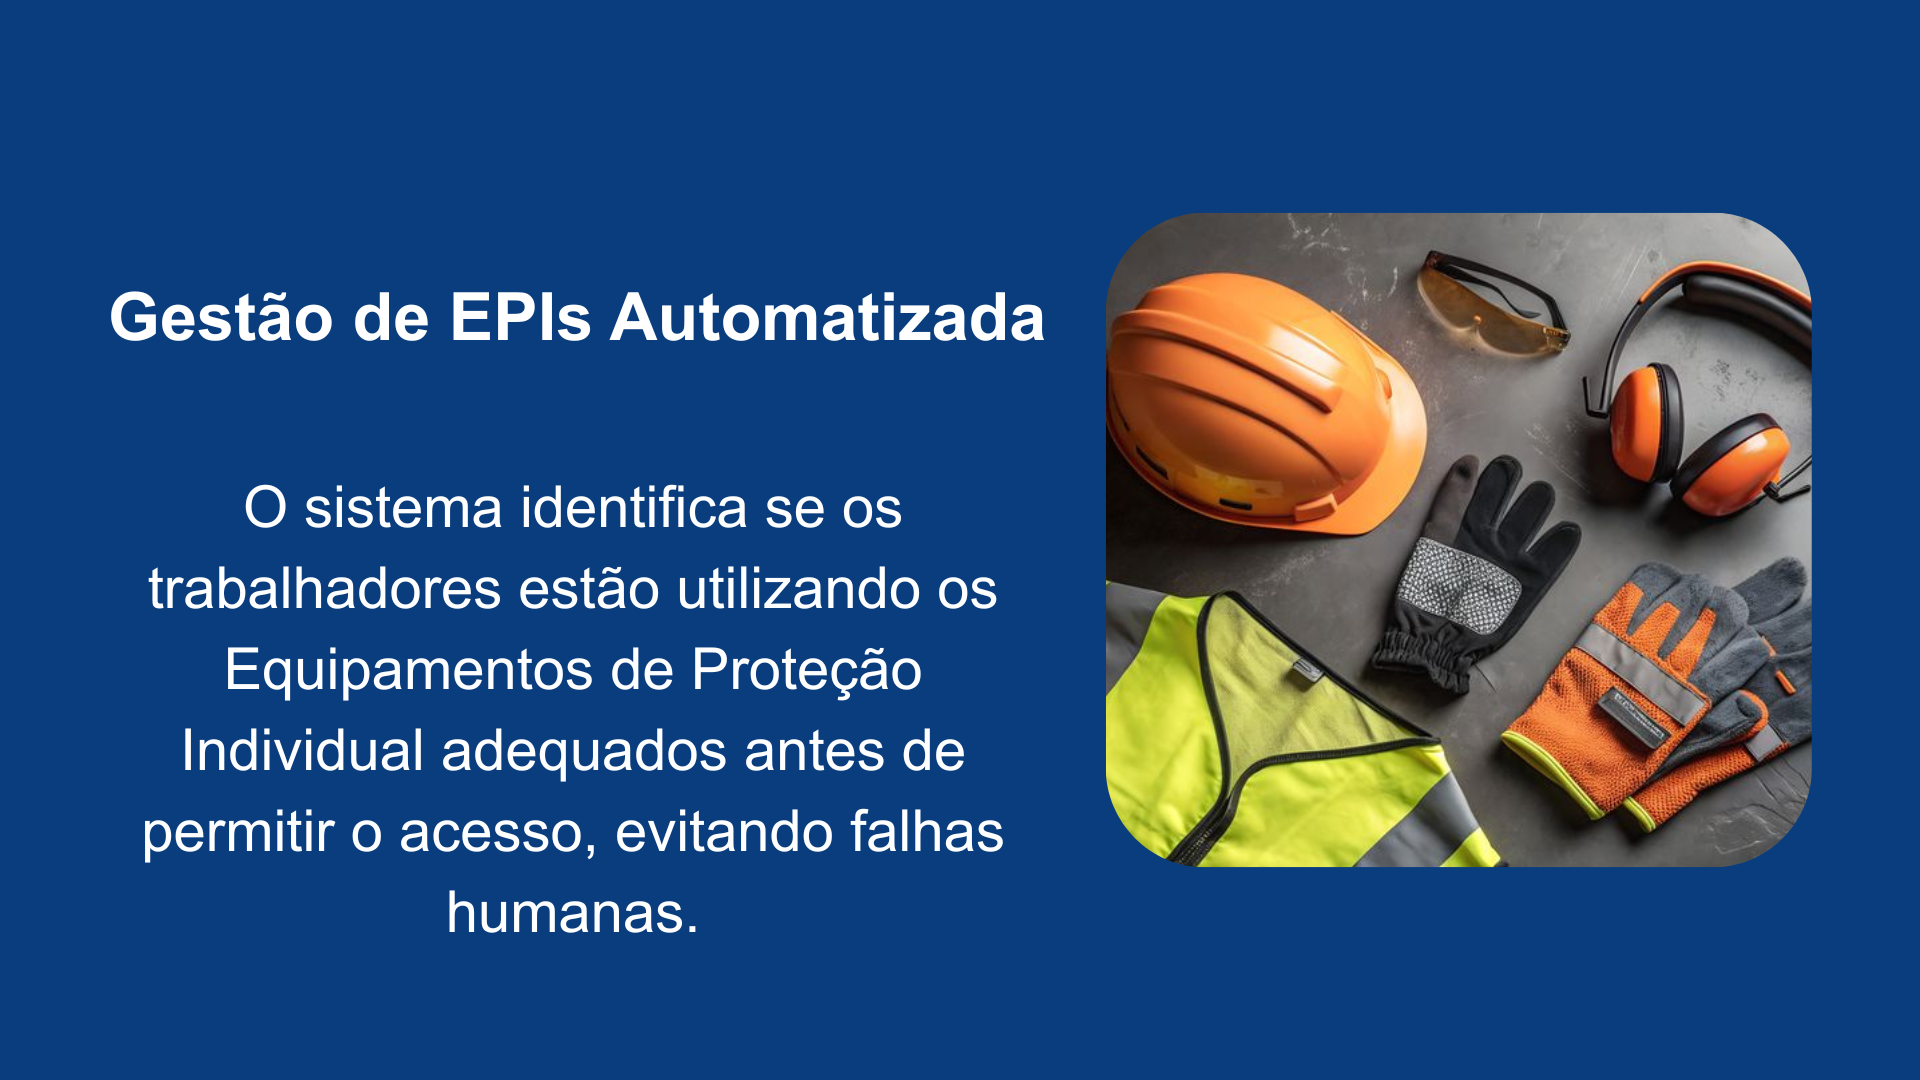 Gestão de EPIs Automatizada
O sistema identifica se os
trabalhadores estão utilizando os
Equipamentos de Proteção
Individual adequados antes de
permitir o acesso, evitando falhas
humanas.